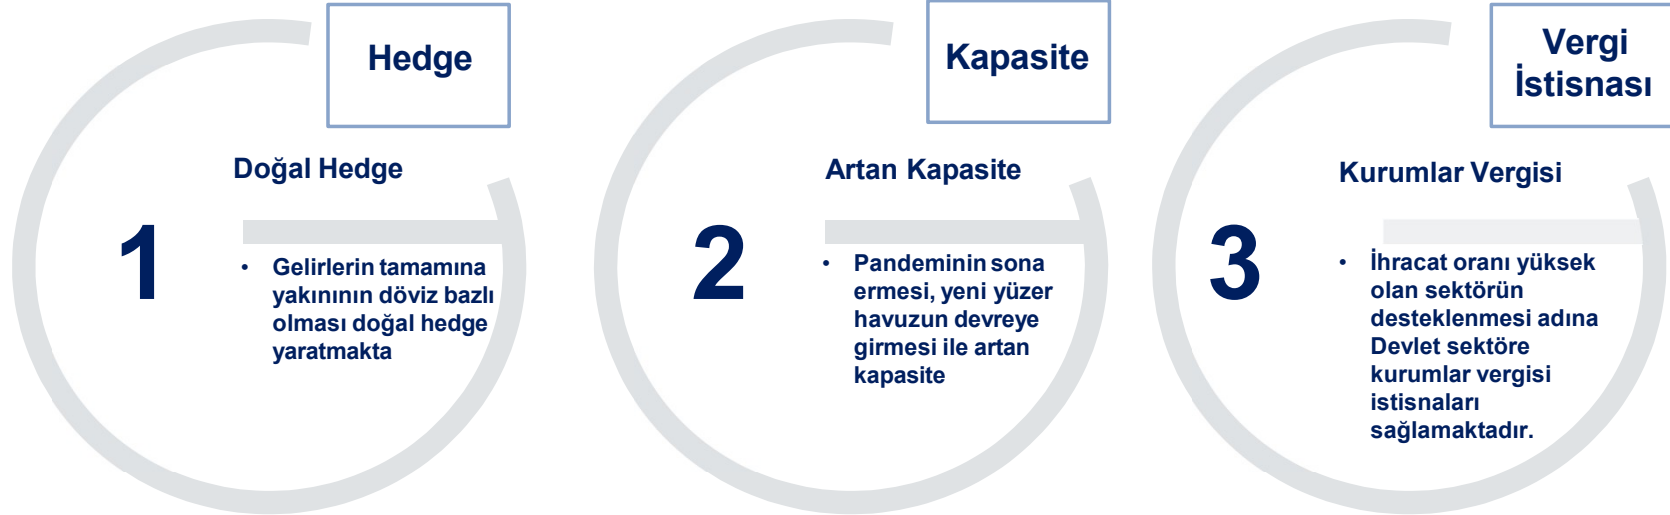 Hedge
Doğal Hedge
1
• Gelirlerin tamamına
yakınının döviz bazlı
olması doğal hedge
yaratmakta
Kapasite
Artan Kapasite
2
• Pandeminin sona
ermesi, yeni yüzer
havuzun devreye
girmesi ile artan
kapasite
Vergi
İstisnası
Kurumlar Vergisi
3
• İhracat oranı yüksek
olan sektörün
desteklenmesi adına
Devlet sektöre
kurumlar vergisi
istisnaları
sağlamaktadır.